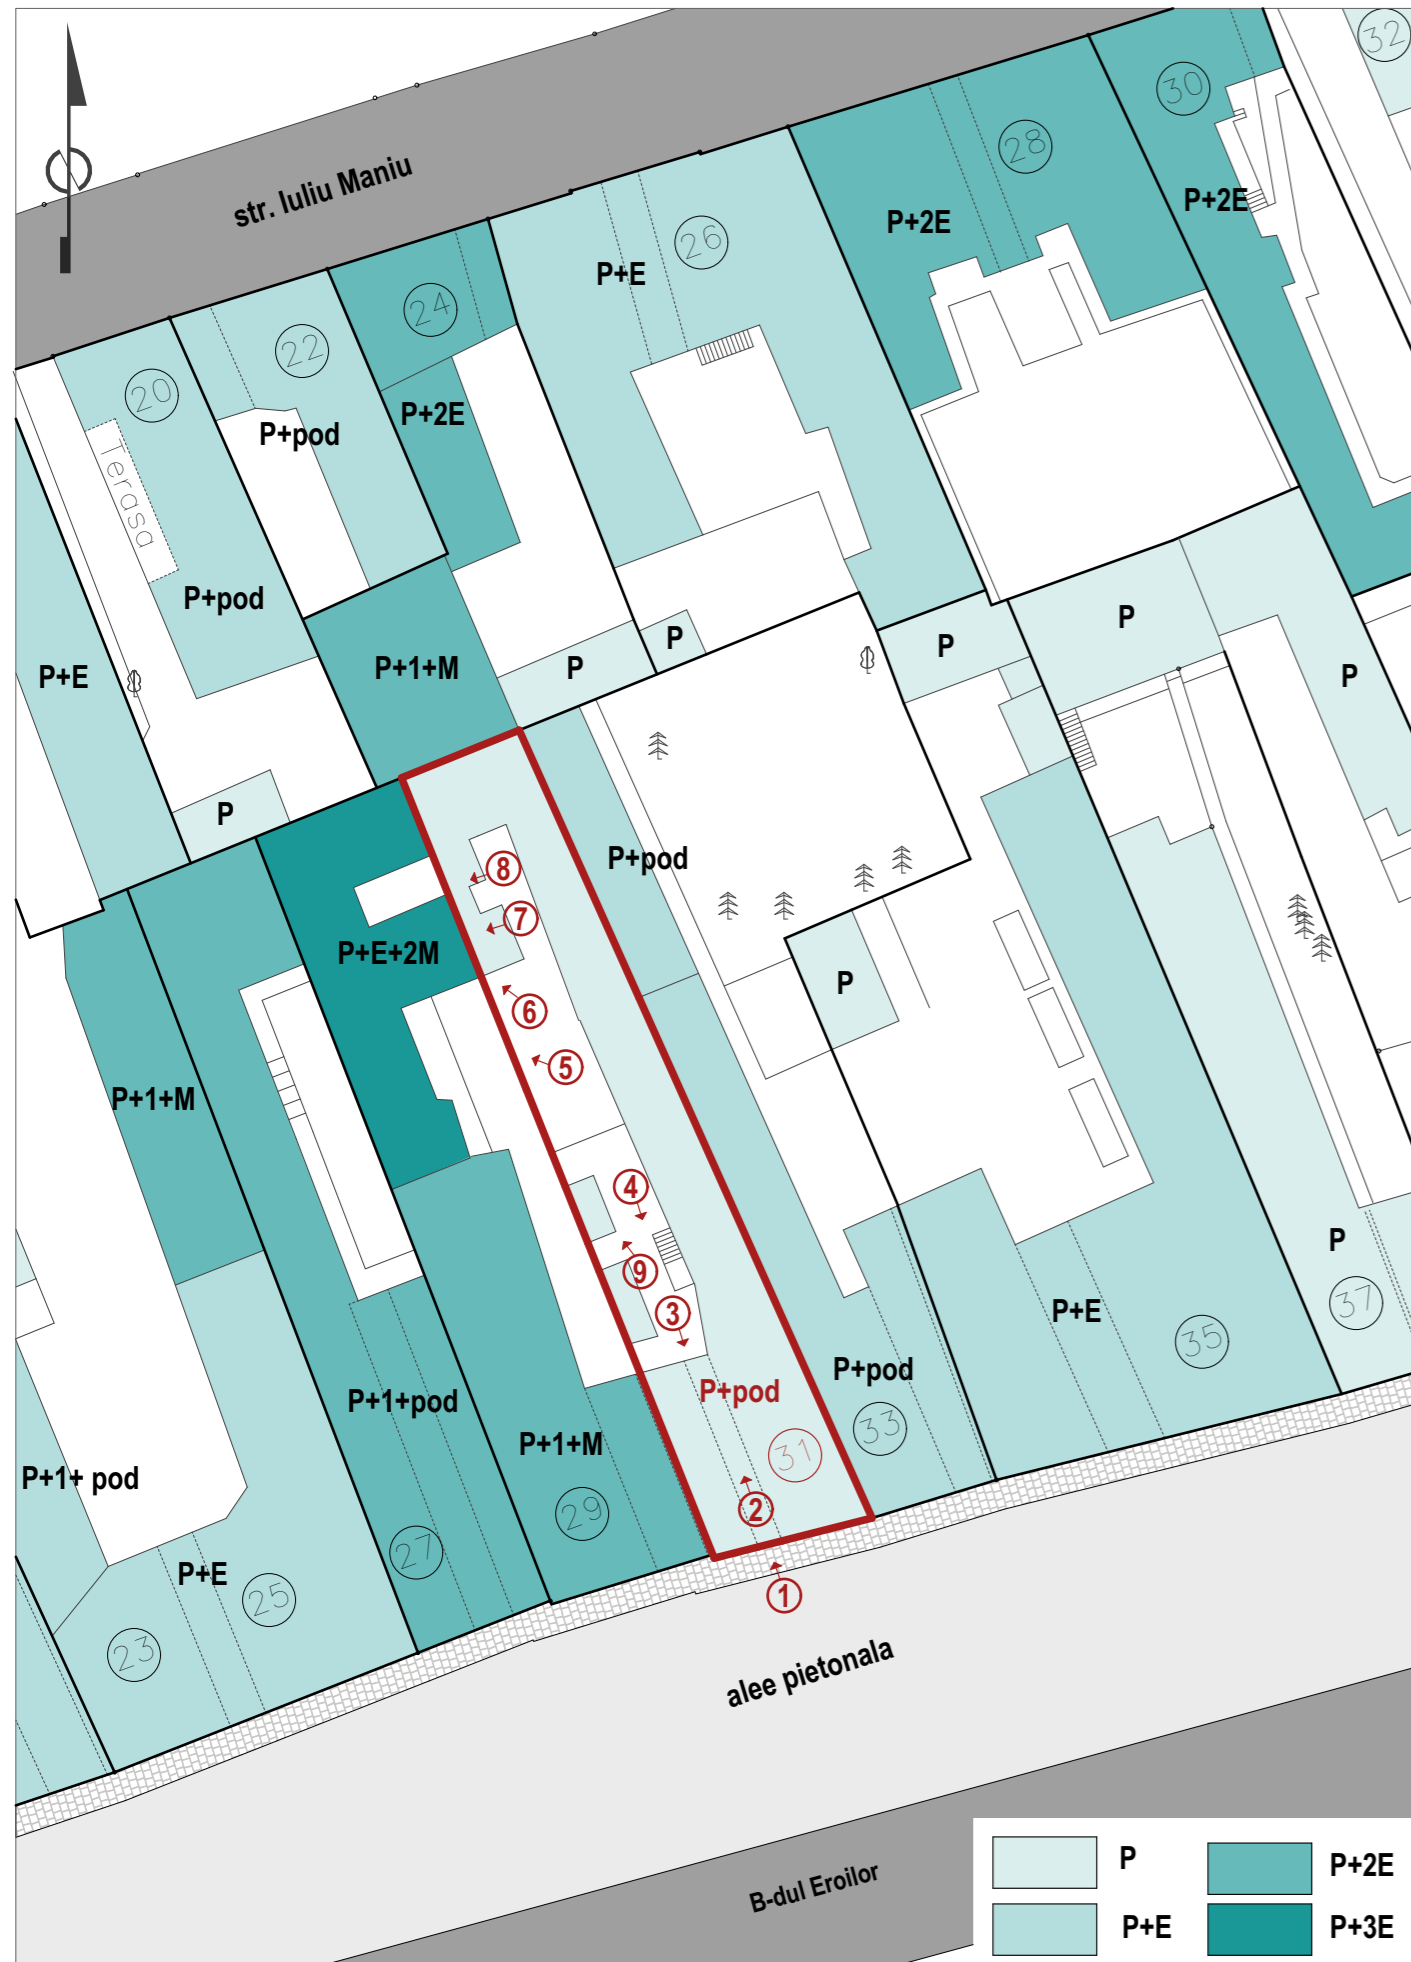 32
30
28
str. Iuliu Maniu
P+2E
P+2E
26
P+E
24
22
20
P+2E
P+pod
Terasa
P+pod
P
P
P
P
P+1+M
P+E
P
P
P+pod
8
7
P+E+2M
P
6
5
P+1+M
4
P
9
37
3
P+E
35
P+pod
P+pod
P+1+pod
33
P+1+M
31
P+1+ pod
2
29
27
P+E
25
1
23
alee pietonala
B-dul Eroilor
P
P+2E
P+E
P+3E